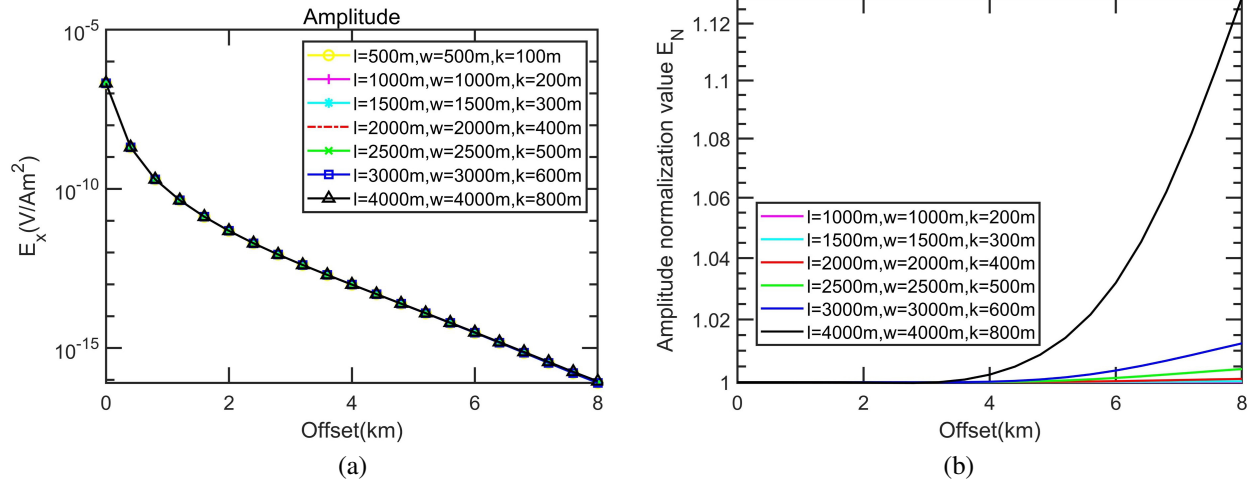 Amplitude
10^-5
10^-10
10^-15
E_x(V/Am^2)
l=500m,w=500m,k=100m
l=1000m,w=1000m,k=200m
l=1500m,w=1500m,k=300m
l=2000m,w=2000m,k=400m
l=2500m,w=2500m,k=500m
l=3000m,w=3000m,k=600m
l=4000m,w=4000m,k=800m
0 2 4 6 8
Offset(km)
(a)
1.12
1.1
1.08
1.06
1.04
1.02
1
Amplitude normalization value E_N
l=1000m,w=1000m,k=200m
l=1500m,w=1500m,k=300m
l=2000m,w=2000m,k=400m
l=2500m,w=2500m,k=500m
l=3000m,w=3000m,k=600m
l=4000m,w=4000m,k=800m
0 2 4 6 8
Offset(km)
(b)